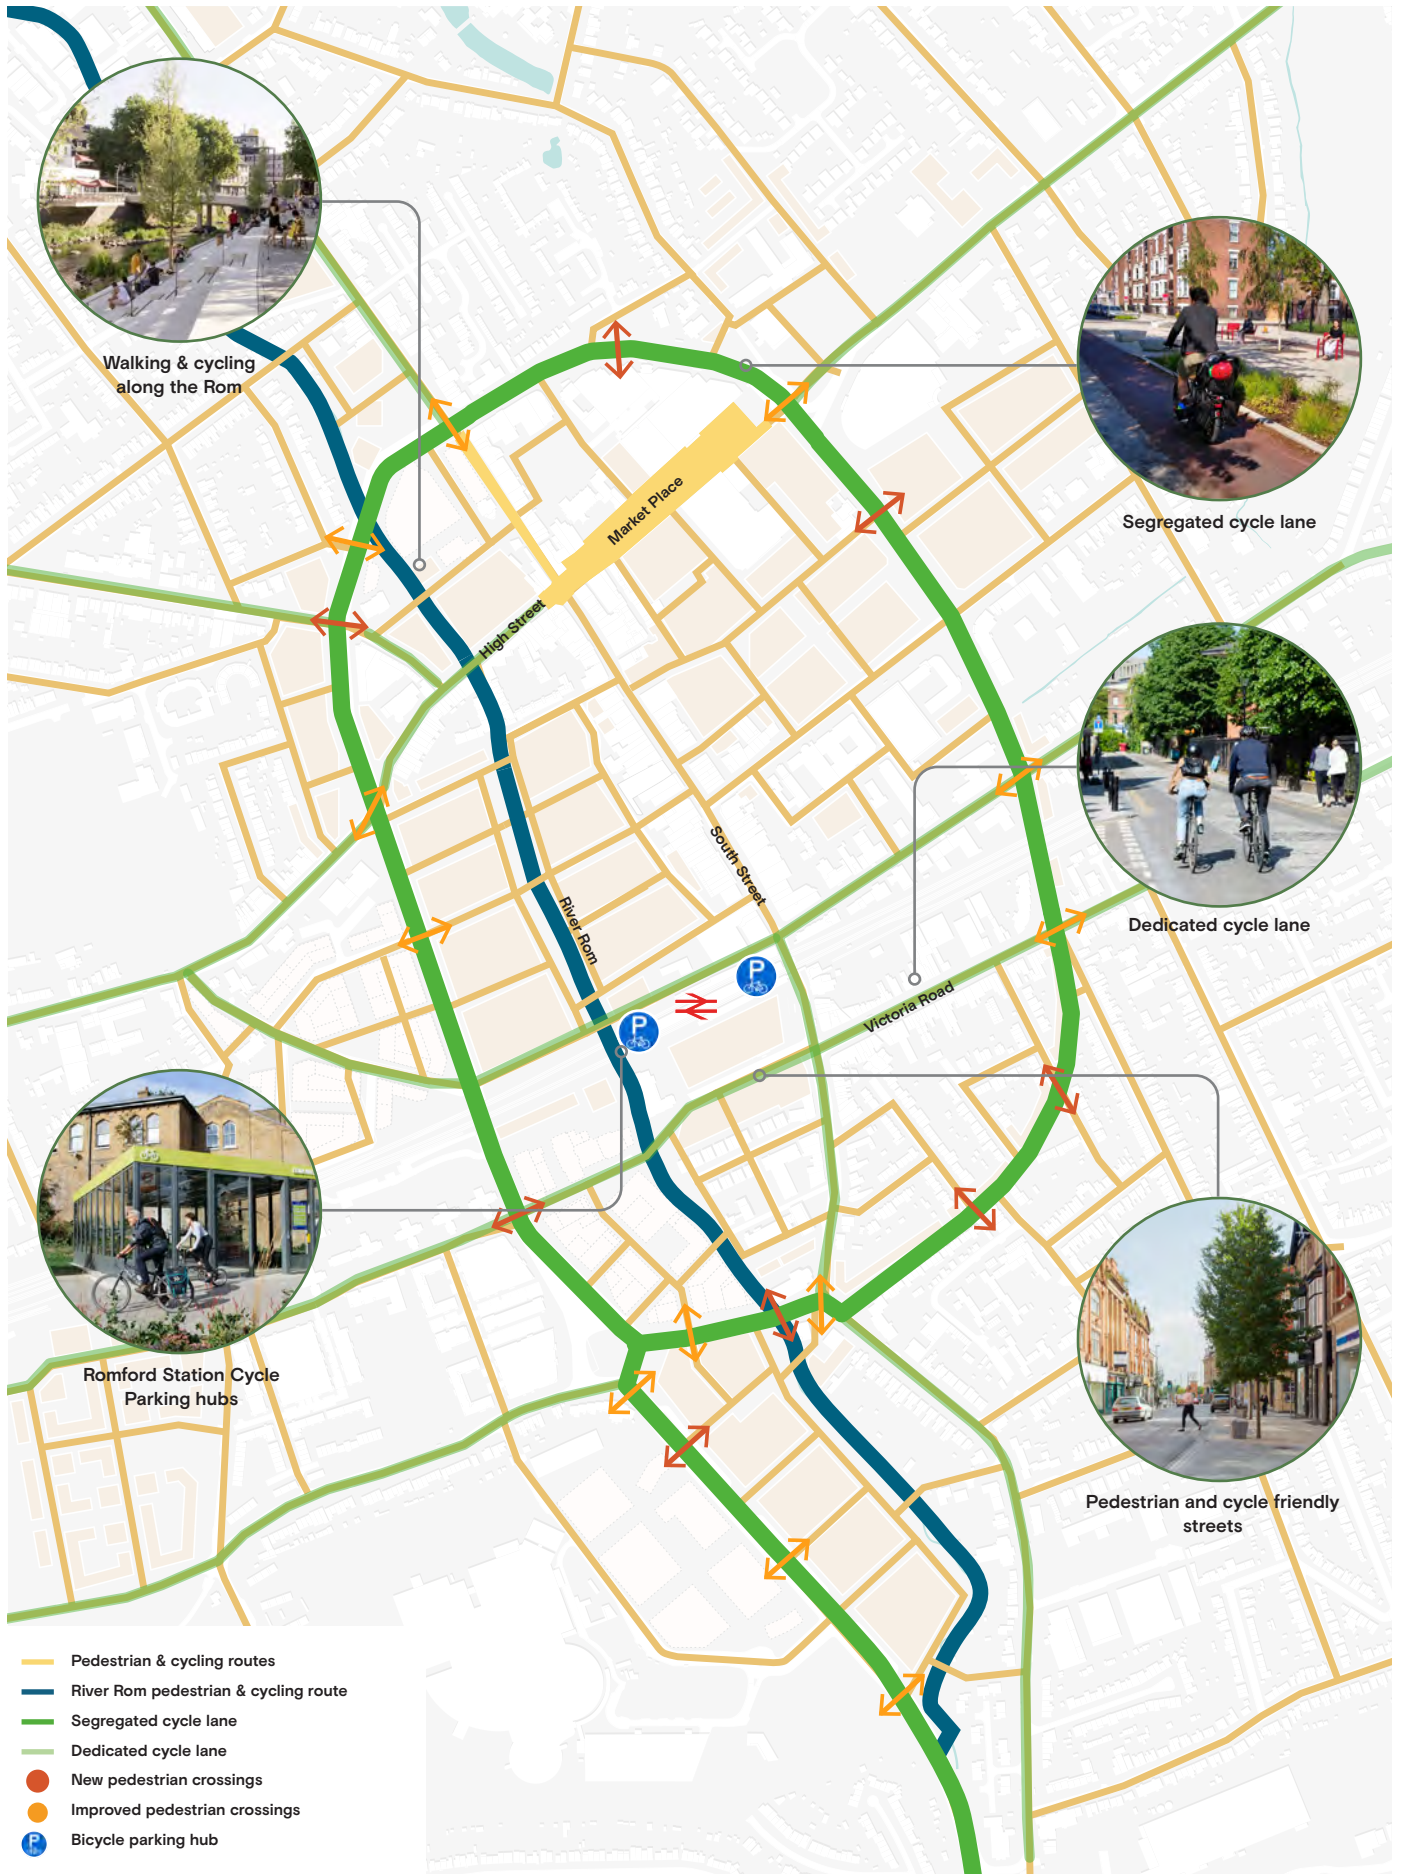 Walking & cycling
along the Rom
Segregated cycle lane
Market Place
High Street
Dedicated cycle lane
South Street
River Rom
P
P
Victoria Road
Romford Station Cycle
Parking hubs
Pedestrian and cycle friendly
streets
Pedestrian & cycling routes
River Rom pedestrian & cycling route
Segregated cycle lane
Dedicated cycle lane
New pedestrian crossings
Improved pedestrian crossings
P
Bicycle parking hub